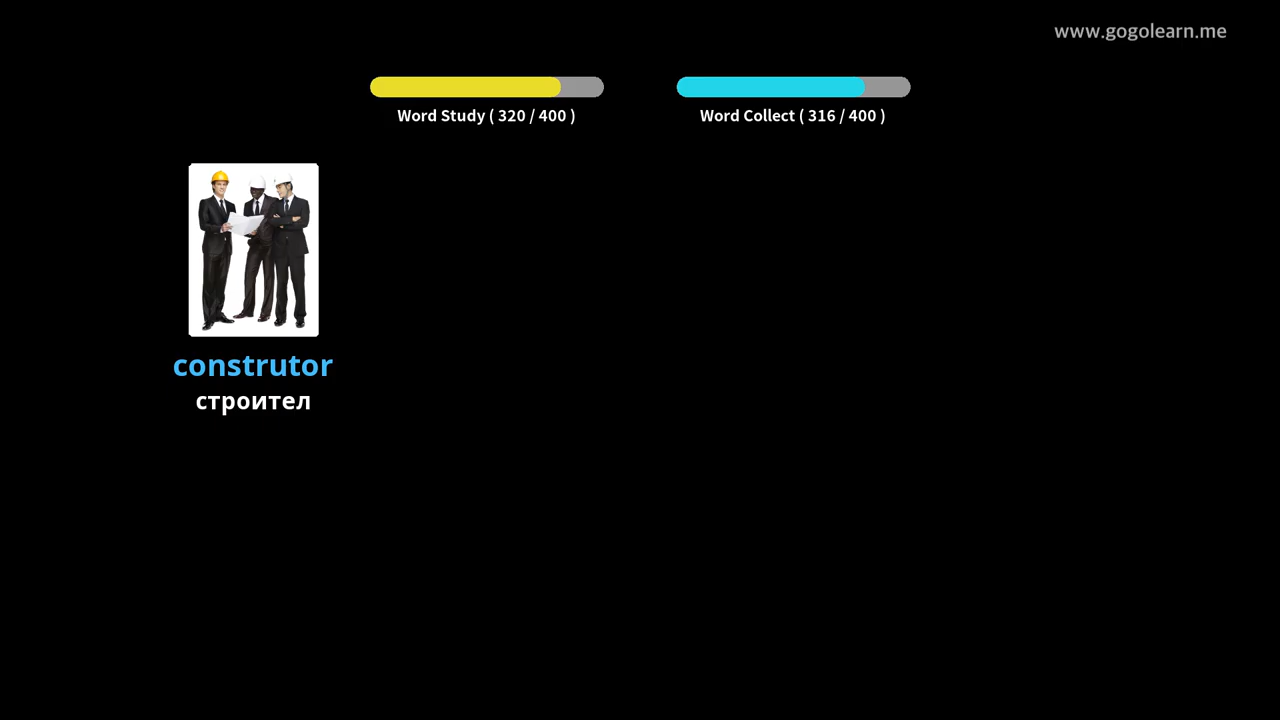 www.gogolearn.me
Word Study ( 320 / 400 )
Word Collect ( 316 / 400 )
construtor
строител